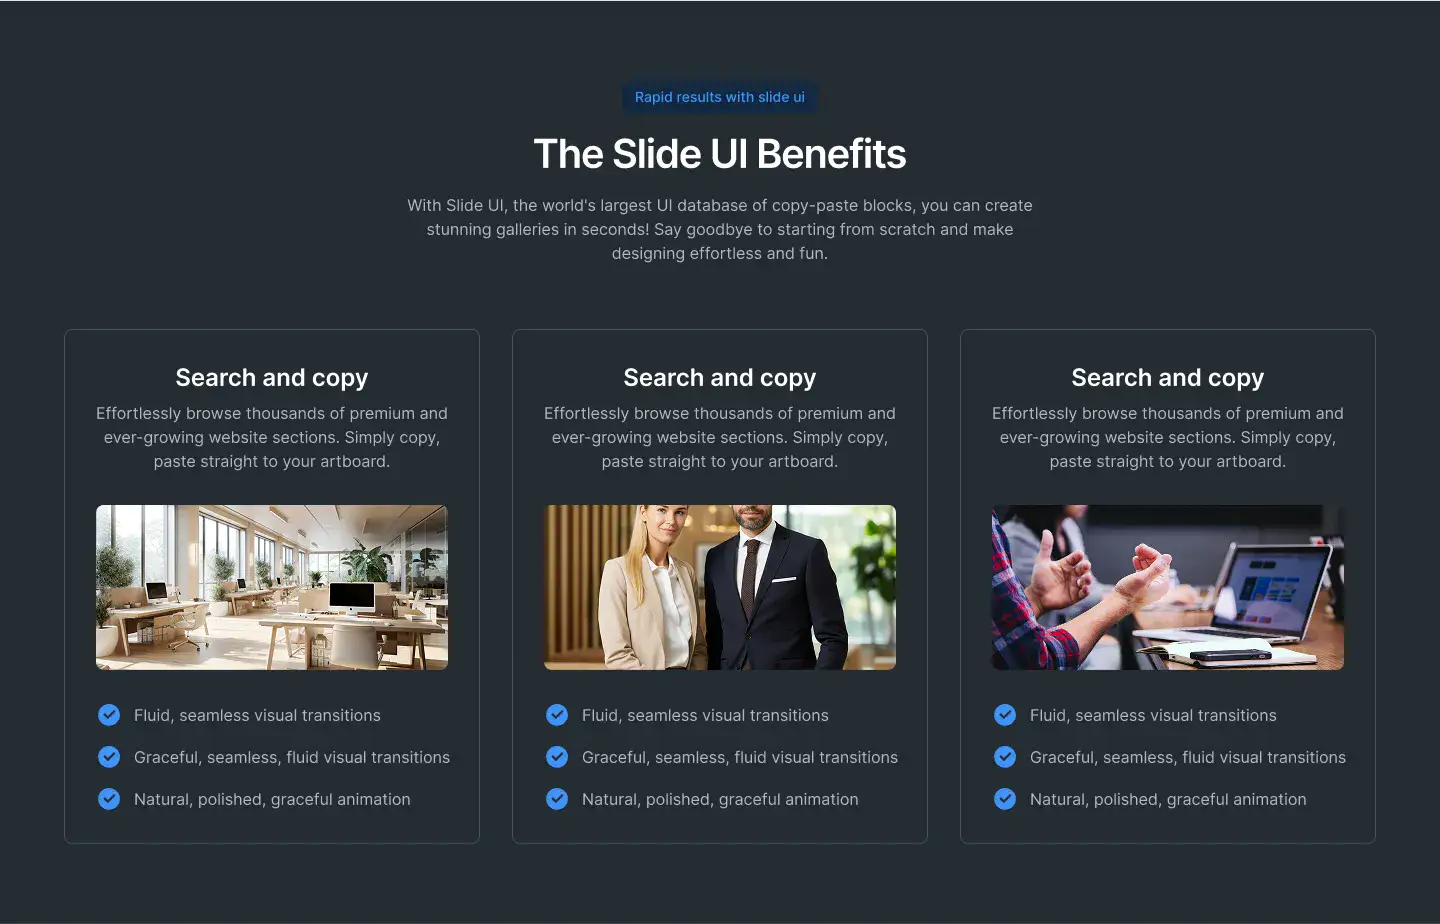 Rapid results with slide ui
The Slide UI Benefits
With Slide UI, the world's largest UI database of copy-paste blocks, you can create
stunning galleries in seconds! Say goodbye to starting from scratch and make
designing effortless and fun.
Search and copy
Effortlessly browse thousands of premium and
ever-growing website sections. Simply copy,
paste straight to your artboard.
Fluid, seamless visual transitions
Graceful, seamless, fluid visual transitions
Natural, polished, graceful animation
Search and copy
Effortlessly browse thousands of premium and
ever-growing website sections. Simply copy,
paste straight to your artboard.
Fluid, seamless visual transitions
Graceful, seamless, fluid visual transitions
Natural, polished, graceful animation
Search and copy
Effortlessly browse thousands of premium and
ever-growing website sections. Simply copy,
paste straight to your artboard.
Fluid, seamless visual transitions
Graceful, seamless, fluid visual transitions
Natural, polished, graceful animation